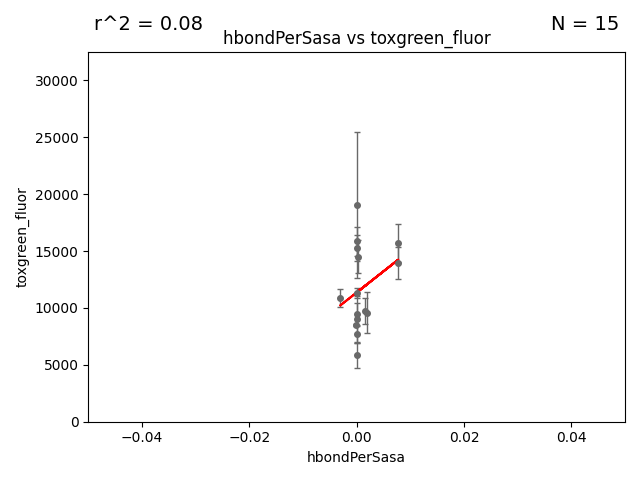 r^2 = 0.08
N = 15
hbondPerSasa vs toxgreen_fluor
30000
25000
20000
15000
10000
5000
0
toxgreen_fluor
−0.04
−0.02
0.00
0.02
0.04
hbondPerSasa